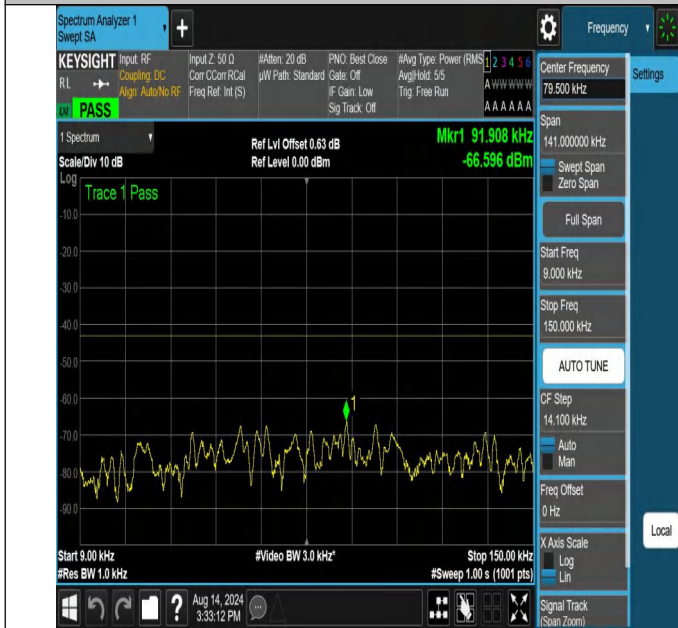 Spectrum Analyzer 1
Swept SA
+
Frequency
KEYSIGHT
RL
LXI
PASS
Input: RF
Coupling: DC
Align: Auto/No RF
Input Z: 50 Ω
Corr CCorr RCal
Freq Ref: Int (S)
#Atten: 20 dB
µW Path: Standard
PNO: Best Close
Gate: Off
IF Gain: Low
Sig Track: Off
#Avg Type: Power (RMS
Avg|Hold: 5/5
Trig: Free Run
1 2 3 4 5 6
A W W W W W
A A A A A A
1 Spectrum
Scale/Div 10 dB
Ref Lvl Offset 0.63 dB
Ref Level 0.00 dBm
Mkr1 91.908 kHz
-66.596 dBm
Log
Trace 1 Pass
-10.0
-20.0
-30.0
-40.0
-50.0
-60.0
-70.0
-80.0
-90.0
1
Start 9.00 kHz
#Res BW 1.0 kHz
#Video BW 3.0 kHz*
Stop 150.00 kHz
#Sweep 1.00 s (1001 pts)
Center Frequency
79.500 kHz
Settings
Span
141.000000 kHz
Swept Span
Zero Span
Full Span
Start Freq
9.000 kHz
Stop Freq
150.000 kHz
AUTO TUNE
CF Step
14.100 kHz
Auto
Man
Freq Offset
0 Hz
X Axis Scale
Log
Lin
Local
Signal Track
(Span Zoom)
?
Aug 14, 2024
3:33:12 PM